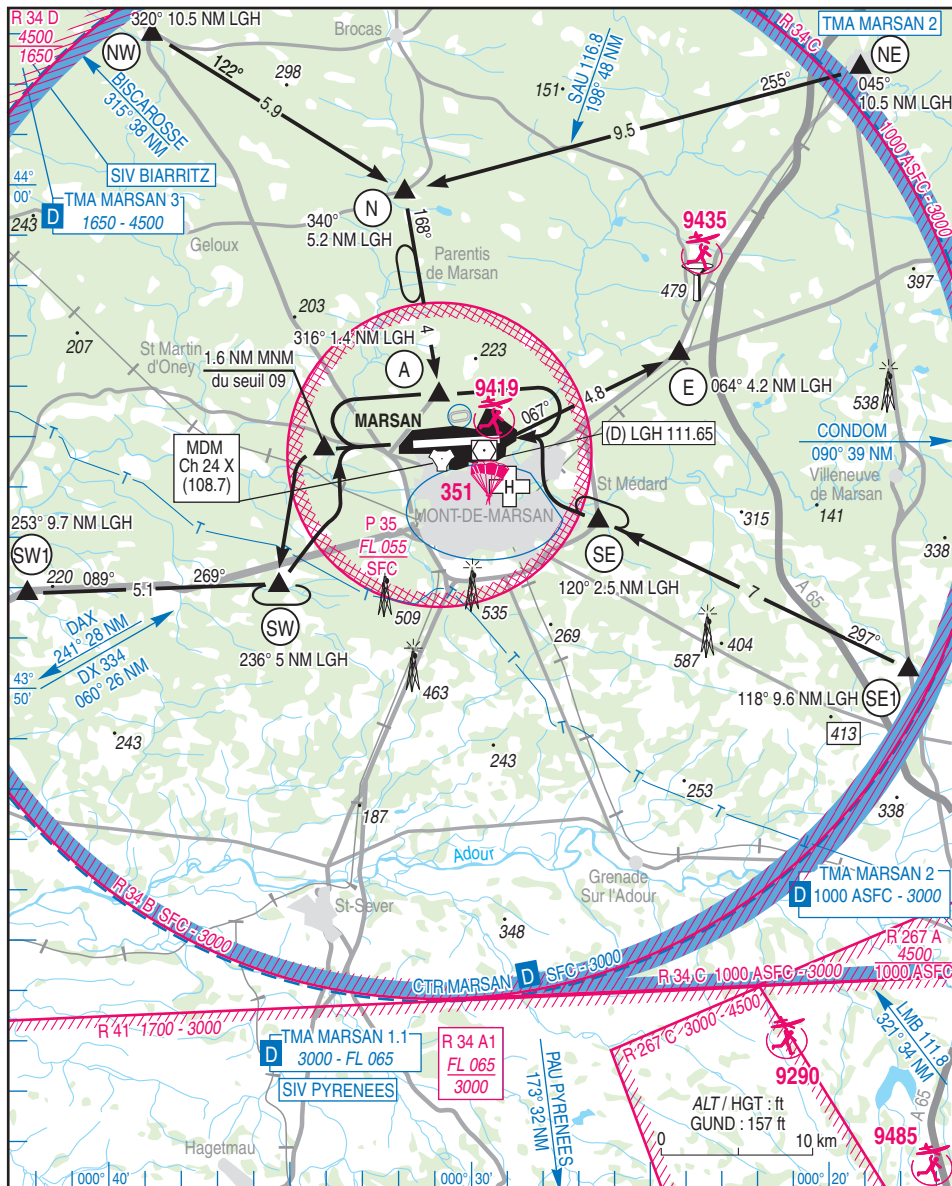 R 34 D
4500
1650
320° 10.5 NM LGH
NW
Brocas
R 34 C
TMA MARSAN 2
NE
045°
10.5 NM LGH
BISCAROSSE
315° 38 NM
122°
5.9
298
151
SAU 116.8
198° 48 NM
255°
9.5
1000 ASFC - 3000
SIV BIARRITZ
44°
00'
D
TMA MARSAN 3
1650 - 4500
243
N
340°
5.2 NM LGH
168°
Geloux
Parentis
de Marsan
9435
479
397
203
207
St Martin
d'Oney
316° 1.4 NM LGH
4
1.6 NM MNM
du seuil 09
A
223
E
064° 4.2 NM LGH
538
MARSAN
9419
067°
4.8
(D) LGH 111.65
CONDOM
090° 39 NM
MDM
Ch 24 X
(108.7)
351
H
MONT-DE-MARSAN
St Médard
Villeneuve
de Marsan
315
141
338
253° 9.7 NM LGH
SW1
P 35
FL 055
SFC
T
T
SE
120° 2.5 NM LGH
220
089°
5.1
269°
SW
236° 5 NM LGH
509
535
T
269
587
404
7
A 65
297°
DAX
241° 28 NM
DX 334
060° 26 NM
463
43°
50'
118° 9.6 NM LGH
SE1
413
T
T
T
243
243
253
338
187
Adour
Grenade
Sur l'Adour
St-Sever
348
D
TMA MARSAN 2
1000 ASFC - 3000
R 34 B SFC - 3000
CTR MARSAN D SFC - 3000
R 34 C 1000 ASFC - 3000
R 267 A
4500
1000 ASFC
R 41 1700 - 3000
D
TMA MARSAN 1.1
3000 - FL 065
SIV PYRENEES
R 34 A1
FL 065
3000
PAU PYRENEES
173° 32 NM
R 267 C 3000 - 4500
9290
LMB 111.8
321° 34 NM
A 65
ALT / HGT : ft
GUND : 157 ft
0
10 km
9485
Hagetmau
000° 40'
000° 30'
000° 20'